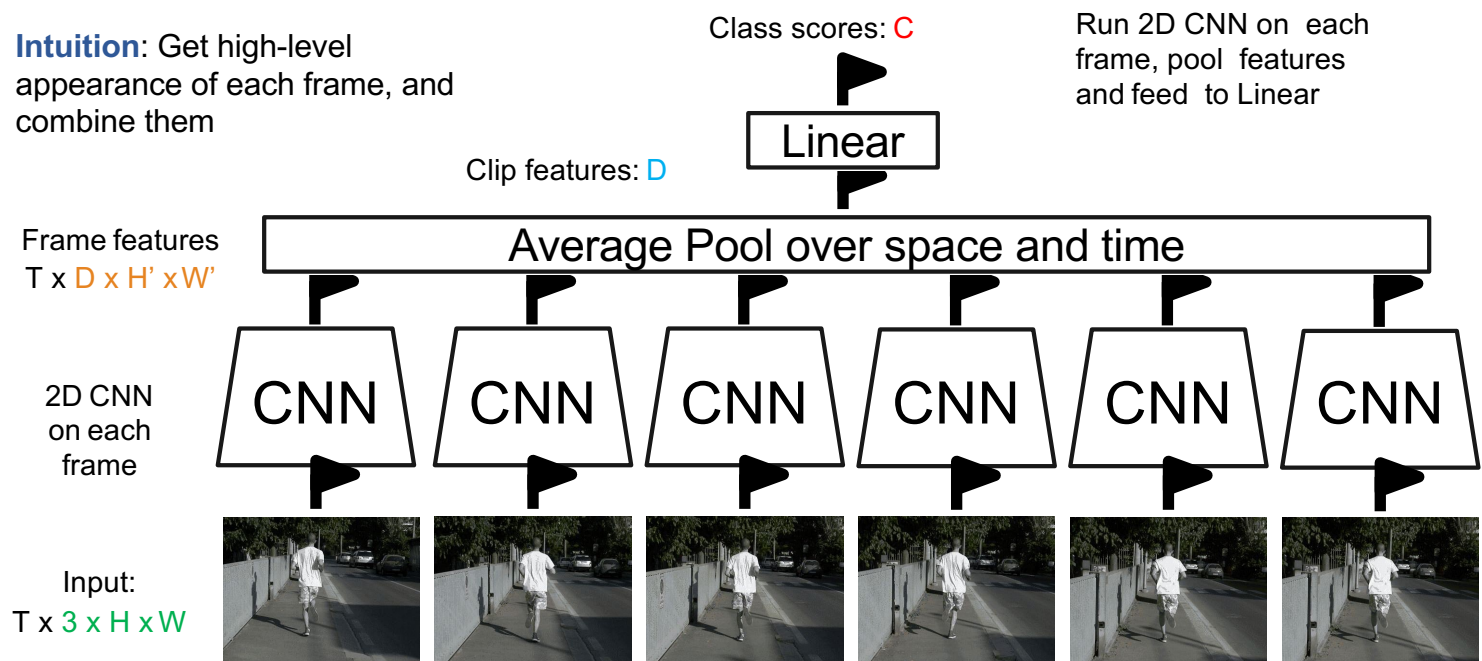 Intuition: Get high-level
appearance of each frame, and
combine them
Class scores: C
Run 2D CNN on each
frame, pool features
and feed to Linear
Linear
Clip features: D
Frame features
T x D x H’ x W’
Average Pool over space and time
2D CNN
on each
frame
CNN
CNN
CNN
CNN
CNN
CNN
Input:
T x 3 x H x W